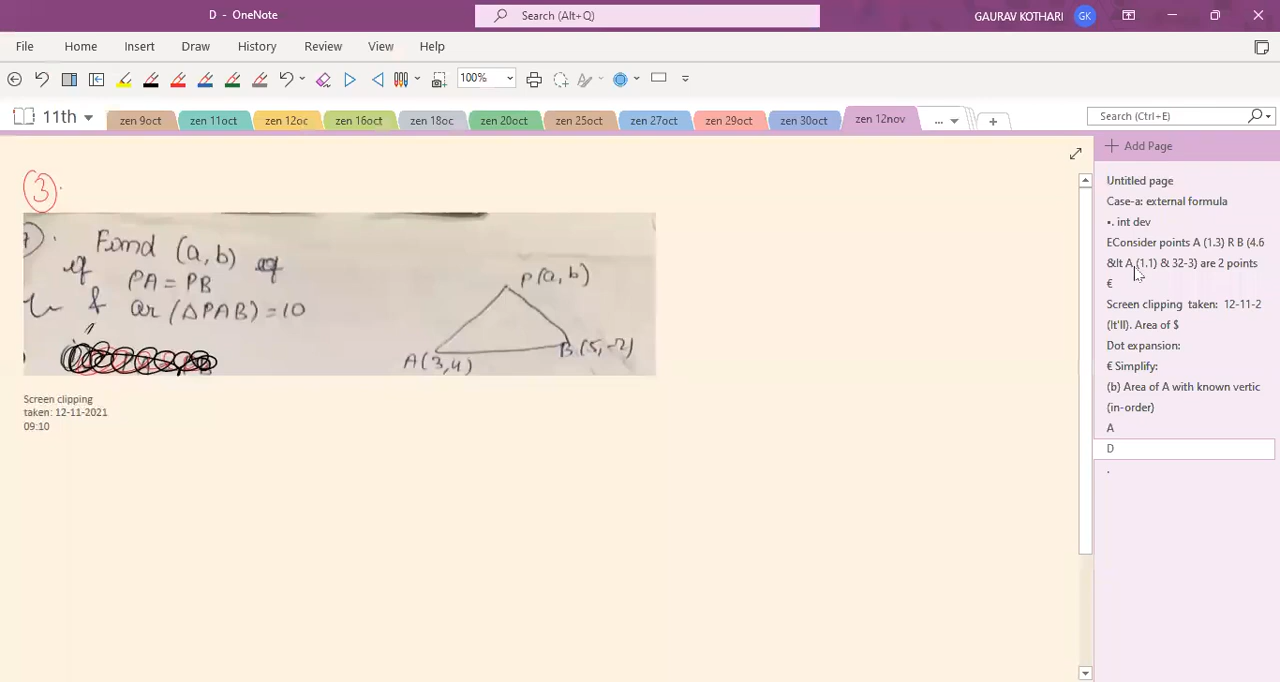 D - OneNote
Search (Alt+Q)
GAURAV KOTHARI
GK
File Home Insert Draw History Review View Help
100%
11th
zen 9oct
zen 11oct
zen 12oc
zen 16oct
zen 18oc
zen 20oct
zen 25oct
zen 27oct
zen 29oct
zen 30oct
zen 12nov
...
Search (Ctrl+E)
Add Page
Untitled page
Case-a: external formula
•. int dev
EConsider points A (1.3) R B (4.6
&lt A (1.1) & 32-3) are 2 points
€
Screen clipping taken: 12-11-2
(lt'll). Area of $
Dot expansion:
€ Simplify:
(b) Area of A with known vertic
(in-order)
A
D
.
3
Find (a,b) if
if PA = PB
& ar (ΔPAB) = 10
P(a,b)
A(3,4)
B(5,-2)
Screen clipping
taken: 12-11-2021
09:10